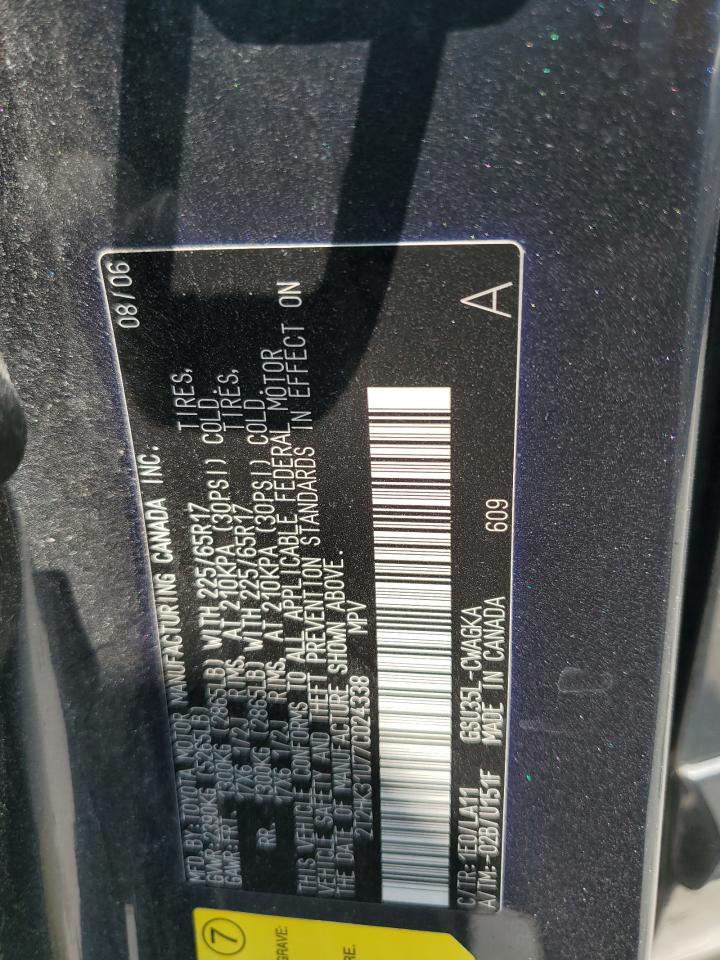 MFD.BY: TOYOTA MOTOR MANUFACTURING CANADA INC. 08/06
GVWR: 2390KG (5265LB)
GAWR: FRT. 1300KG (2865LB) WITH 225/65R17 TIRES,
17X6 1/2J RIMS, AT 210KPA (30PSI) COLD.
RR. 1300KG (2865LB) WITH 225/65R17 TIRES,
17X6 1/2J RIMS, AT 210KPA (30PSI) COLD.
THIS VEHICLE CONFORMS TO ALL APPLICABLE FEDERAL MOTOR
VEHICLE SAFETY AND THEFT PREVENTION STANDARDS IN EFFECT ON
THE DATE OF MANUFACTURE SHOWN ABOVE.
2T2HK31U77C024338 MPV
C/TR: 1E0/LA11 GSU35L-CWAGKA
A/TM:-02B/U151F MADE IN CANADA 609 A
7
GRAVE:
RE.